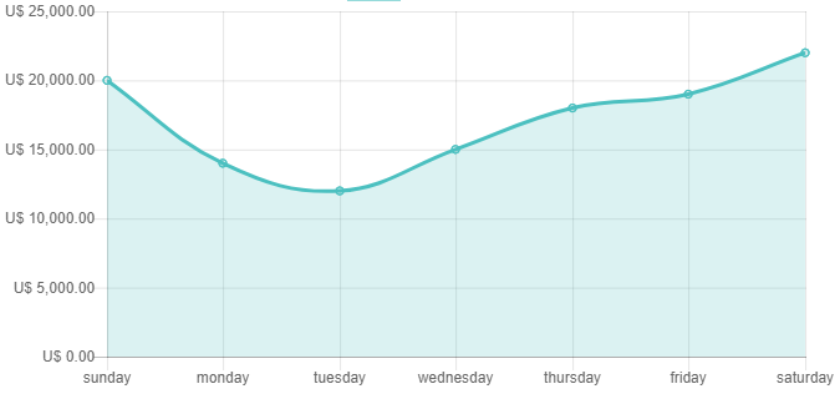 U$ 25,000.00
U$ 20,000.00
U$ 15,000.00
U$ 10,000.00
U$ 5,000.00
U$ 0.00
sunday monday tuesday wednesday thursday friday saturday